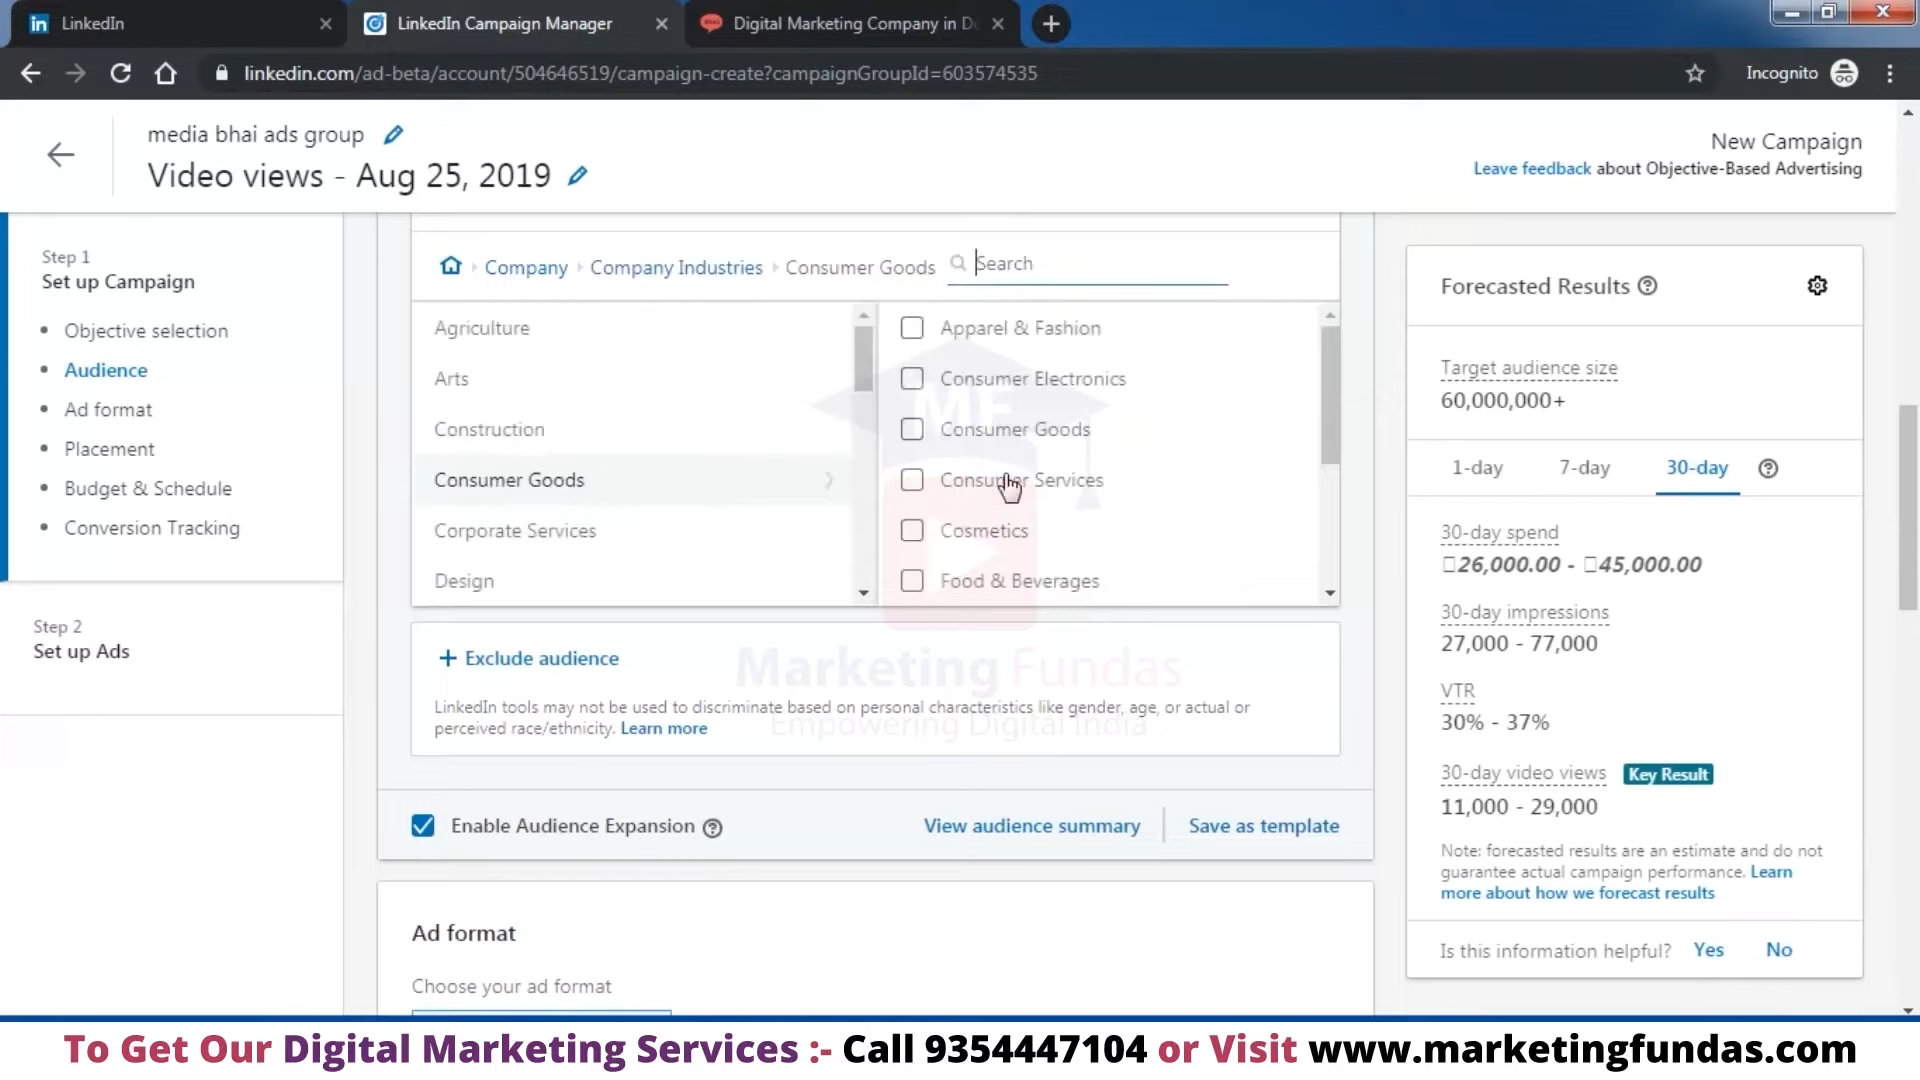 LinkedIn
LinkedIn Campaign Manager
Digital Marketing Company in De
linkedin.com/ad-beta/account/504646519/campaign-create?campaignGroupId=603574535
Incognito
media bhai ads group
Video views - Aug 25, 2019
New Campaign
Leave feedback about Objective-Based Advertising
Step 1
Set up Campaign
Objective selection
Audience
Ad format
Placement
Budget & Schedule
Conversion Tracking
Step 2
Set up Ads
Company
Company Industries
Consumer Goods
Search
Agriculture
Arts
Construction
Consumer Goods
Corporate Services
Design
Apparel & Fashion
Consumer Electronics
Consumer Goods
Consumer Services
Cosmetics
Food & Beverages
MF
+ Exclude audience
LinkedIn tools may not be used to discriminate based on personal characteristics like gender, age, or actual or
perceived race/ethnicity. Learn more
Marketing Fundas
Empowering Digital India
Enable Audience Expansion
View audience summary
Save as template
Ad format
Choose your ad format
Forecasted Results
Target audience size
60,000,000+
1-day
7-day
30-day
30-day spend
26,000.00 - 45,000.00
30-day impressions
27,000 - 77,000
VTR
30% - 37%
30-day video views
Key Result
11,000 - 29,000
Note: forecasted results are an estimate and do not
guarantee actual campaign performance. Learn
more about how we forecast results
Is this information helpful? Yes No
To Get Our Digital Marketing Services :- Call 9354447104 or Visit www.marketingfundas.com